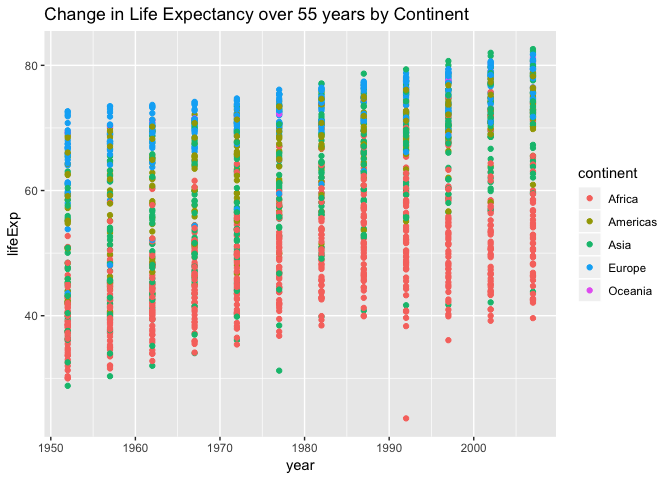 Change in Life Expectancy over 55 years by Continent
80
60
40
lifeExp
1950 1960 1970 1980 1990 2000
year
continent
Africa
Americas
Asia
Europe
Oceania